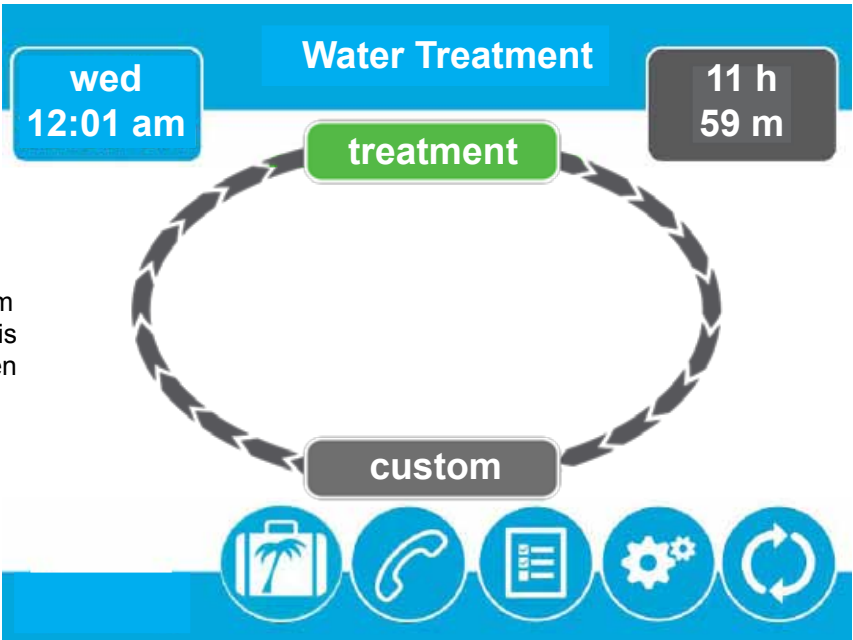 Water Treatment
wed
12:01 am
11 h
59 m
treatment
custom